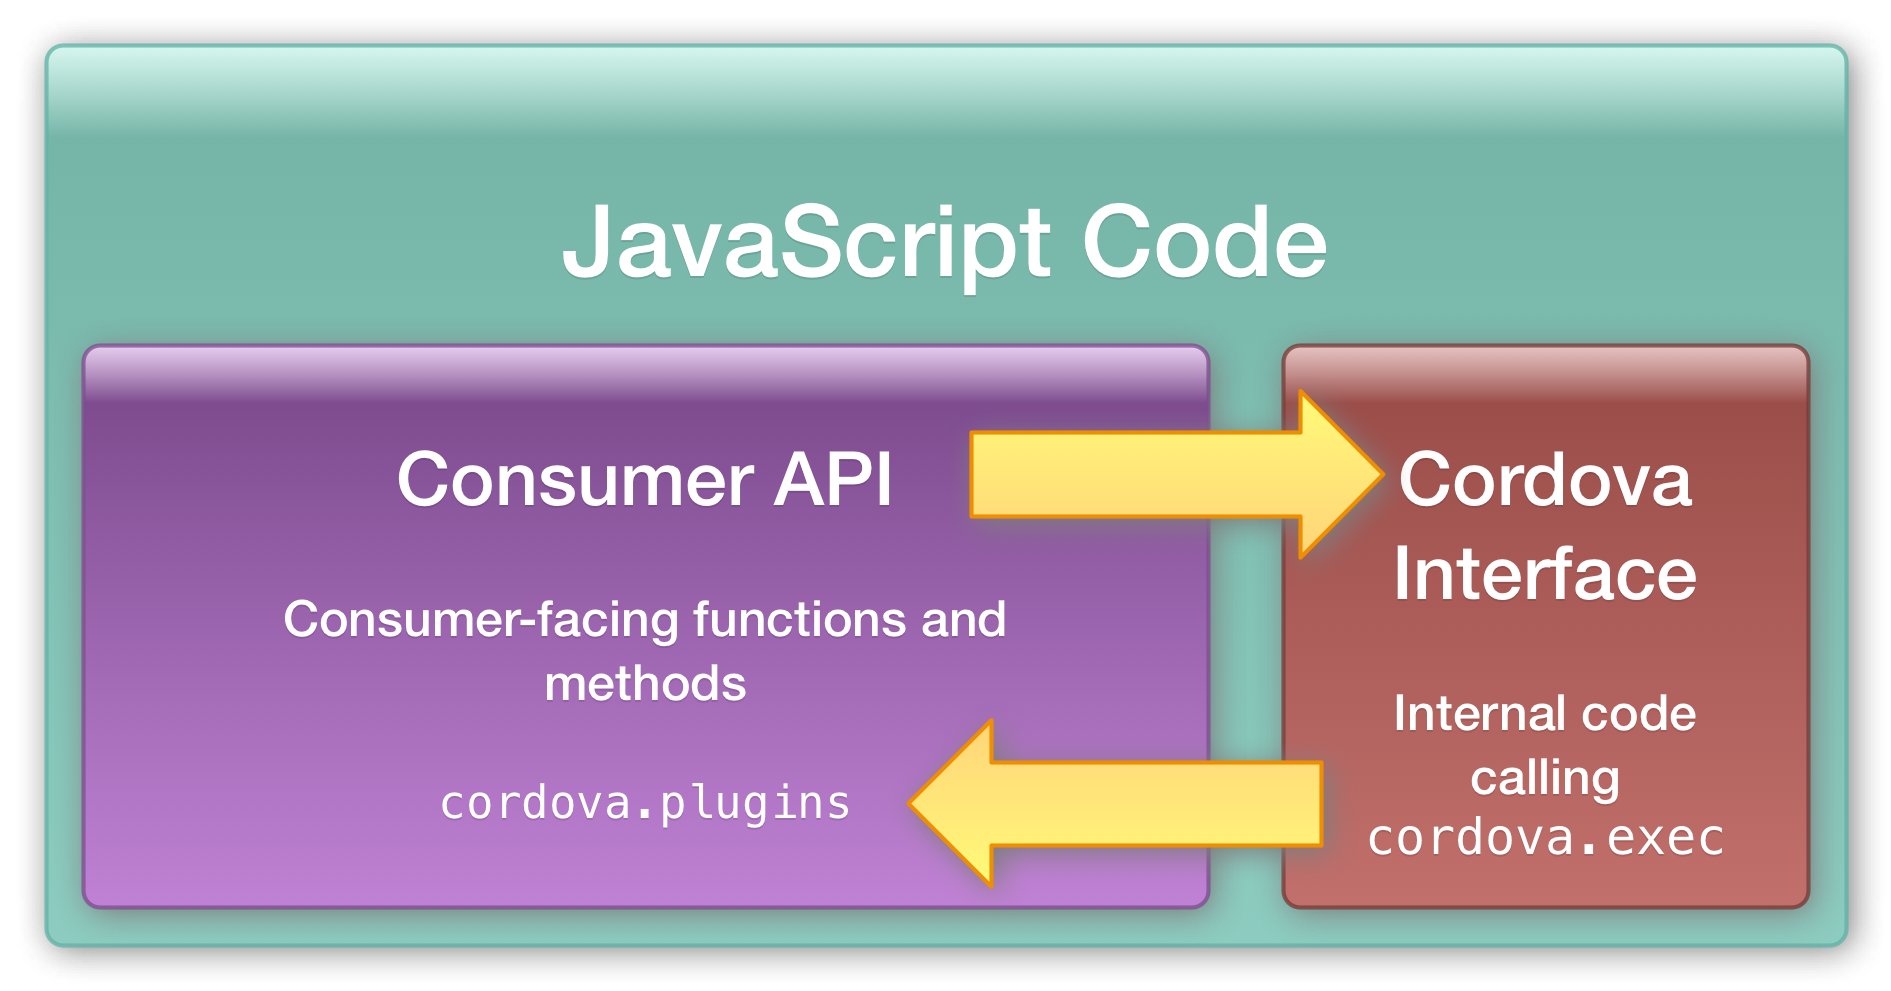 JavaScript Code
Consumer API
Consumer-facing functions and
methods
cordova.plugins
Cordova
Interface
Internal code
calling
cordova.exec